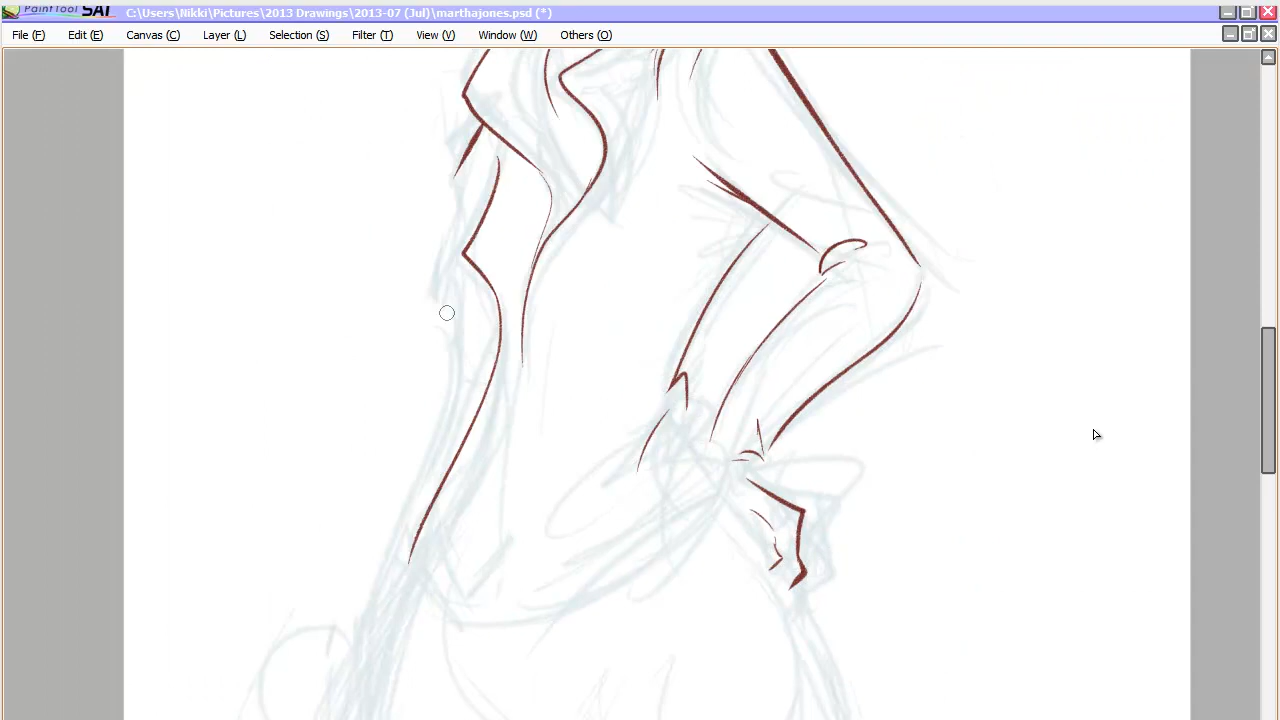 PaintTool SAI C:\Users\Nikki\Pictures\2013 Drawings\2013-07 (Jul)\marthajones.psd (*)
File (F) Edit (E) Canvas (C) Layer (L) Selection (S) Filter (T) View (V) Window (W) Others (O)